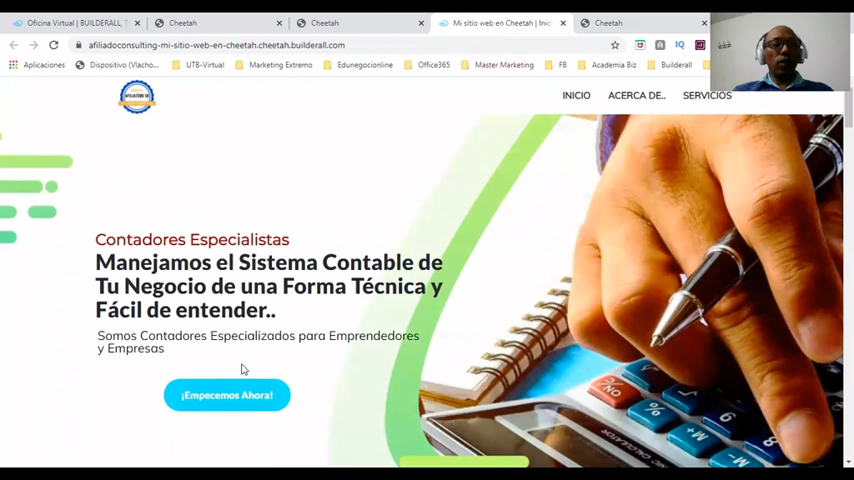 Oficina Virtual | BUILDERALL, T
Cheetah
Cheetah
Mi sitio web en Cheetah | Inic
Cheetah
afiliadoconsulting-mi-sitio-web-en-cheetah.cheetah.builderall.com
Aplicaciones
Dispositivo (Vlacho...
UTB-Virtual
Marketing Extremo
Edunegocionline
Office365
Master Marketing
FB
Academia Biz
Builderall
INICIO
ACERCA DE..
SERVICIOS
Contadores Especialistas
Manejamos el Sistema Contable de
Tu Negocio de una Forma Técnica y
Fácil de entender..
Somos Contadores Especializados para Emprendedores
y Empresas
¡Empecemos Ahora!